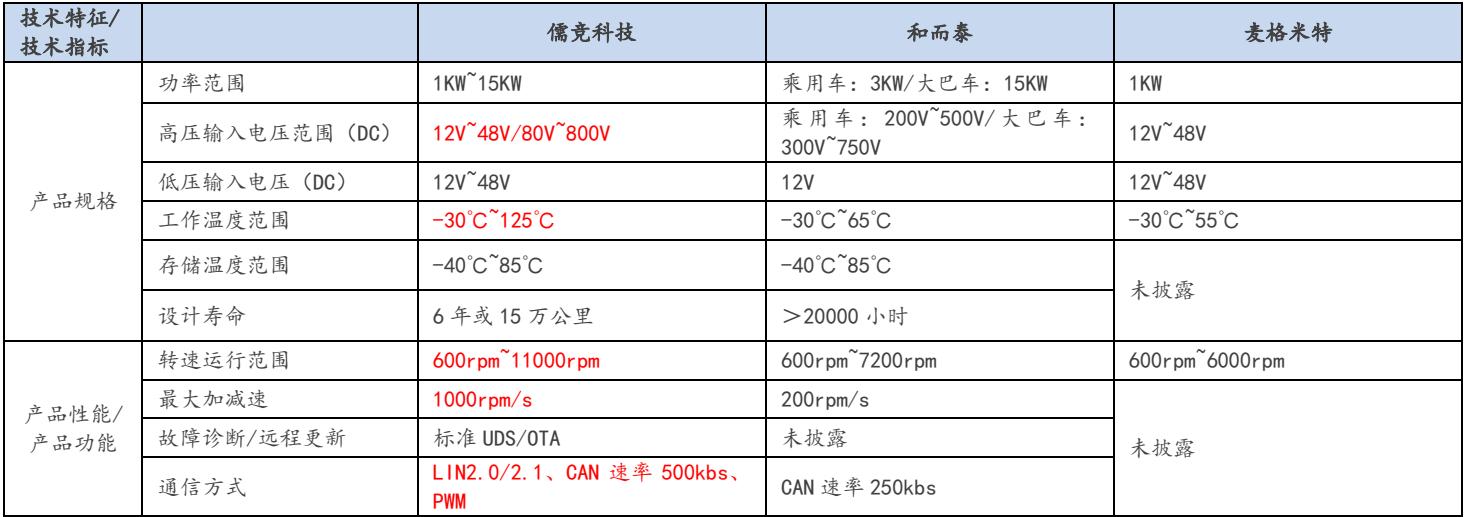 技术特征/
技术指标
儒竞科技
和而泰
麦格米特
产品规格
功率范围
1KW~15KW
乘用车：3KW/大巴车：15KW
1KW
高压输入电压范围（DC）
12V~48V/80V~800V
乘用车：200V~500V/大巴车：
300V~750V
12V~48V
低压输入电压（DC）
12V~48V
12V
12V~48V
工作温度范围
-30℃~125℃
-30℃~65℃
-30℃~55℃
存储温度范围
-40℃~85℃
-40℃~85℃
未披露
设计寿命
6 年或 15 万公里
＞20000 小时
产品性能/
产品功能
转速运行范围
600rpm~11000rpm
600rpm~7200rpm
600rpm~6000rpm
最大加减速
1000rpm/s
200rpm/s
未披露
故障诊断/远程更新
标准 UDS/OTA
未披露
通信方式
LIN2.0/2.1、CAN 速率 500kbs、
PWM
CAN 速率 250kbs